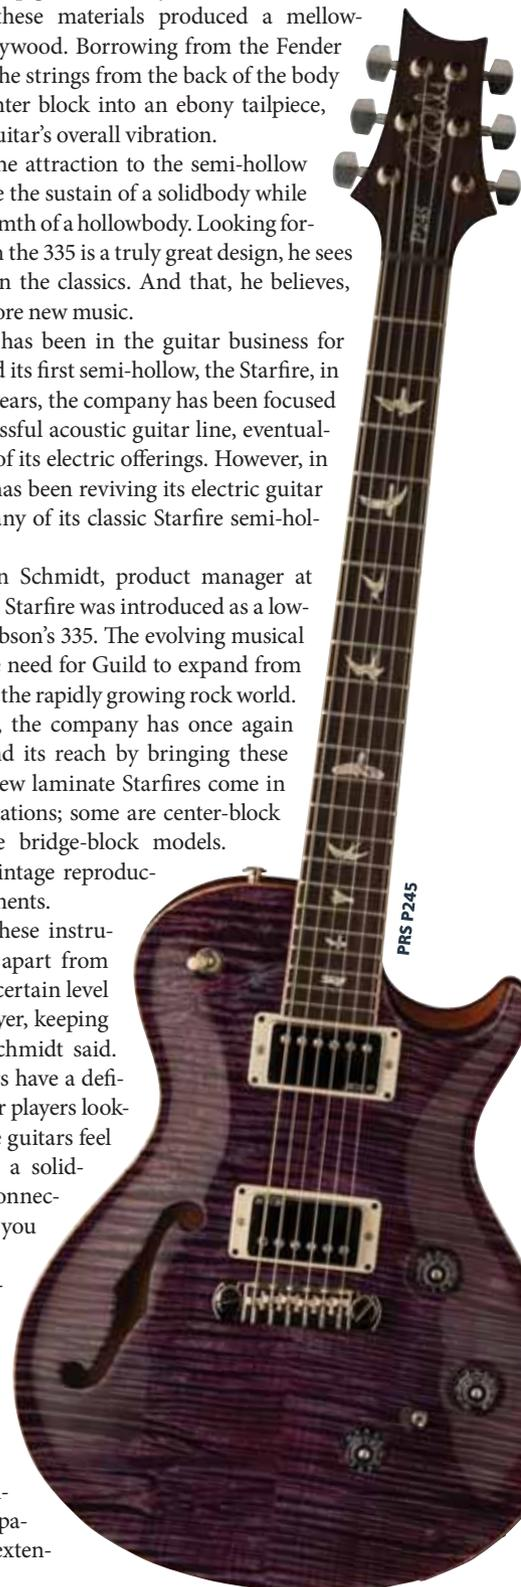 these materials produced a mellow-
ywood. Borrowing from the Fender
he strings from the back of the body
nter block into an ebony tailpiece,
uitar's overall vibration.
he attraction to the semi-hollow
e the sustain of a solidbody while
mth of a hollowbody. Looking for-
n the 335 is a truly great design, he sees
n the classics. And that, he believes,
ore new music.
has been in the guitar business for
d its first semi-hollow, the Starfire, in
ears, the company has been focused
ssful acoustic guitar line, eventual-
of its electric offerings. However, in
has been reviving its electric guitar
any of its classic Starfire semi-hol-
n Schmidt, product manager at
Starfire was introduced as a low-
bson's 335. The evolving musical
e need for Guild to expand from
the rapidly growing rock world.
, the company has once again
nd its reach by bringing these
ew laminate Starfires come in
ations; some are center-block
e bridge-block models.
intage reproduc-
ments.
hese instru-
apart from
certain level
yer, keeping
chmidt said.
rs have a defi-
r players look-
e guitars feel
a solid-
onnec-
you
-
-
pa-
exten-
P245
PRS P245